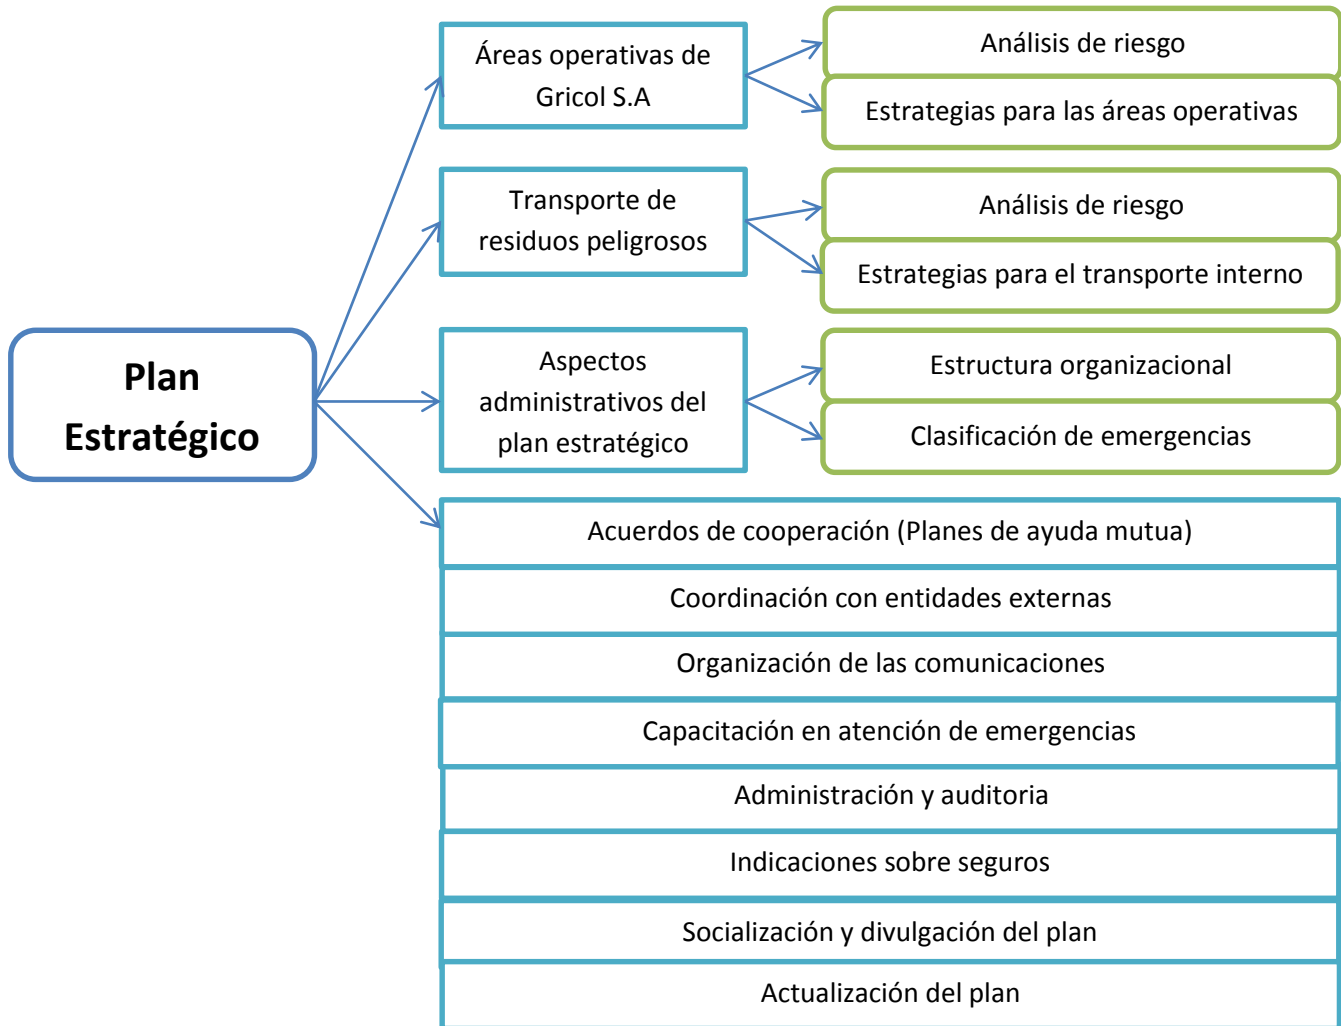 Plan
Estratégico
Áreas operativas de
Gricol S.A
Análisis de riesgo
Estrategias para las áreas operativas
Transporte de
residuos peligrosos
Análisis de riesgo
Estrategias para el transporte interno
Aspectos
administrativos del
plan estratégico
Estructura organizacional
Clasificación de emergencias
Acuerdos de cooperación (Planes de ayuda mutua)
Coordinación con entidades externas
Organización de las comunicaciones
Capacitación en atención de emergencias
Administración y auditoria
Indicaciones sobre seguros
Socialización y divulgación del plan
Actualización del plan